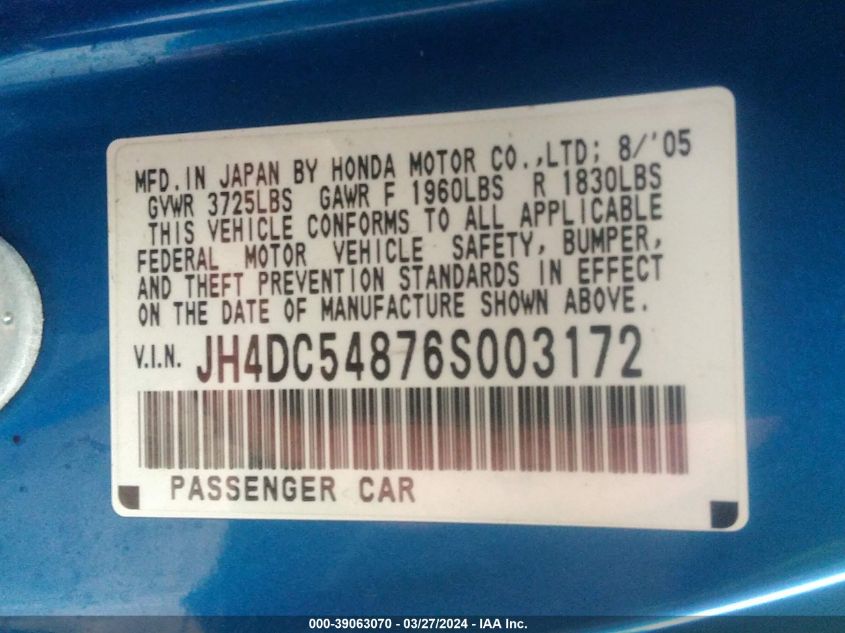 MFD. IN JAPAN BY HONDA MOTOR CO., LTD; 8/'05
GVWR 3725LBS GAWR F 1960LBS R 1830LBS
THIS VEHICLE CONFORMS TO ALL APPLICABLE
FEDERAL MOTOR VEHICLE SAFETY, BUMPER,
AND THEFT PREVENTION STANDARDS IN EFFECT
ON THE DATE OF MANUFACTURE SHOWN ABOVE.
V.I.N. JH4DC54876S003172
PASSENGER CAR
000-39063070 - 03/27/2024 - IAA Inc.